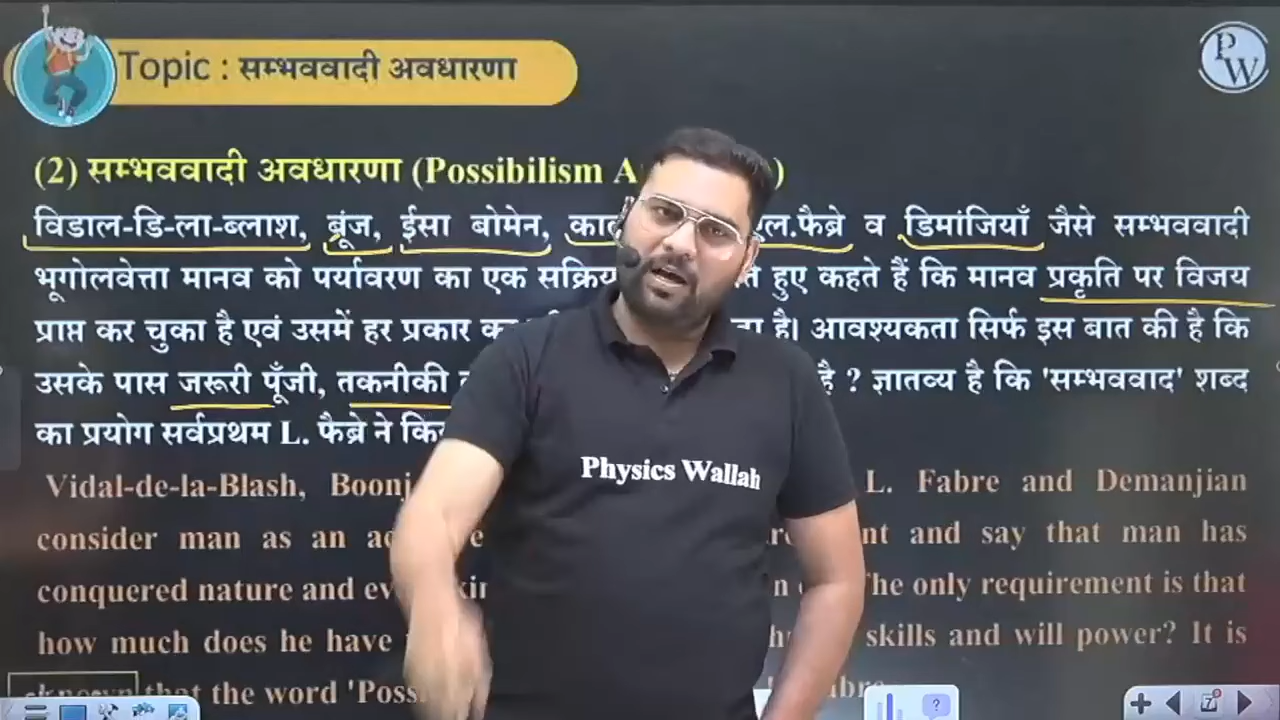 Topic : सम्भववादी अवधारणा
PW
(2) सम्भववादी अवधारणा (Possibilism A )
विडाल-डि-ला-ब्लाश, ब्रूंज, ईसा बोमेन, एल.फैब्रे व डिमांजियाँ जैसे सम्भववादी
भूगोलवेत्ता मानव को पर्यावरण का एक सक्रिय हुए कहते हैं कि मानव प्रकृति पर विजय
प्राप्त कर चुका है एवं उसमें हर प्रकार है। आवश्यकता सिर्फ इस बात की है कि
उसके पास जरूरी पूँजी, तकनीकी है ? ज्ञातव्य है कि 'सम्भववाद' शब्द
का प्रयोग सर्वप्रथम L. फैब्रे ने
Physics Wallah
Vidal-de-la-Blash, L. Fabre and Demanjian
consider man as an and say that man has
conquered nature and The only requirement is that
how much does he have skills and will power? It is
known that the word
?